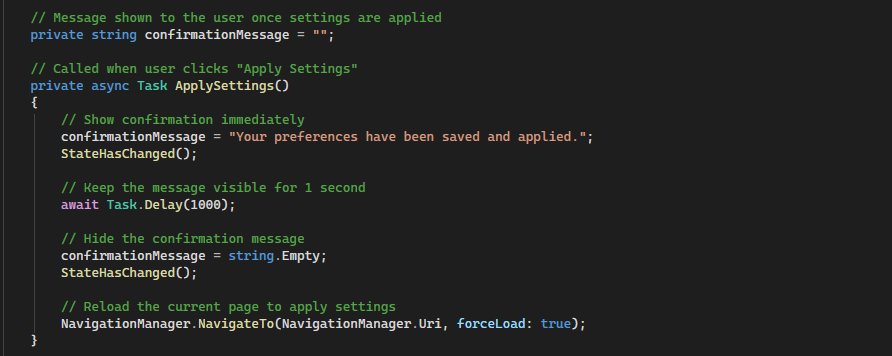 // Message shown to the user once settings are applied
private string confirmationMessage = "";
// Called when user clicks "Apply Settings"
private async Task ApplySettings()
{
// Show confirmation immediately
confirmationMessage = "Your preferences have been saved and applied.";
StateHasChanged();
// Keep the message visible for 1 second
await Task.Delay(1000);
// Hide the confirmation message
confirmationMessage = string.Empty;
StateHasChanged();
// Reload the current page to apply settings
NavigationManager.NavigateTo(NavigationManager.Uri, forceLoad: true);
}